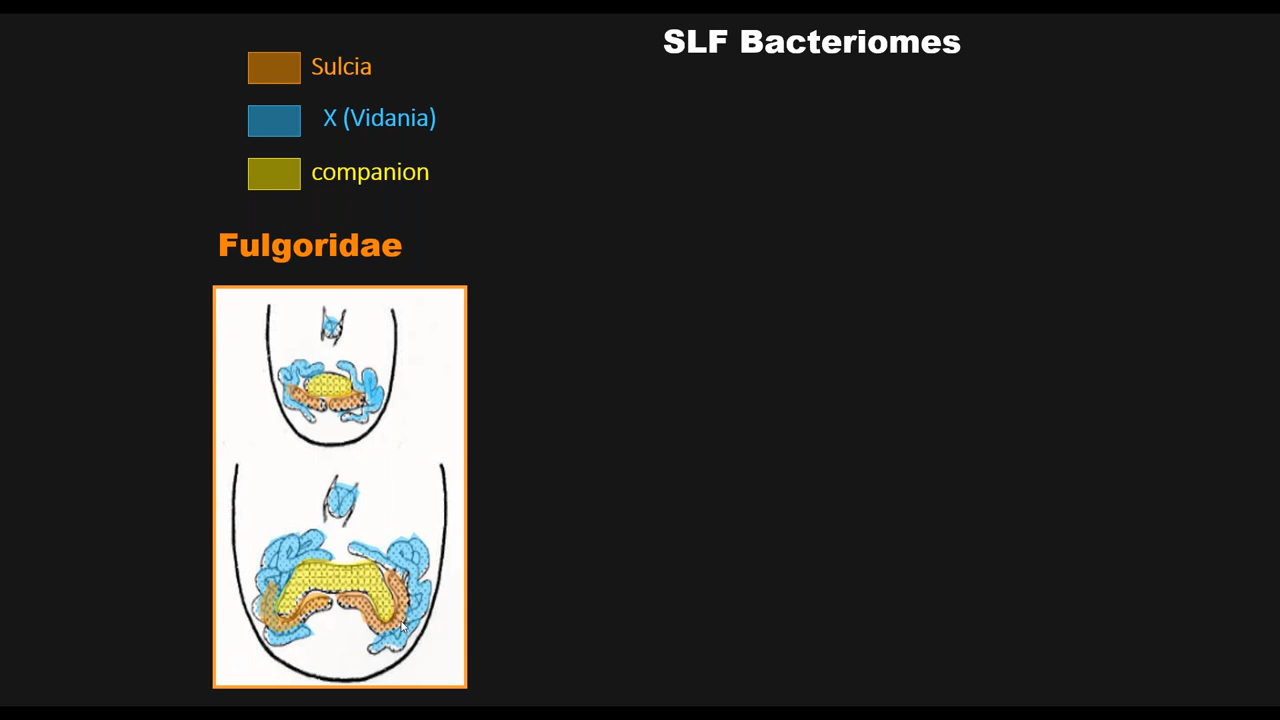 SLF Bacteriomes
Sulcia
X (Vidania)
companion
Fulgoridae